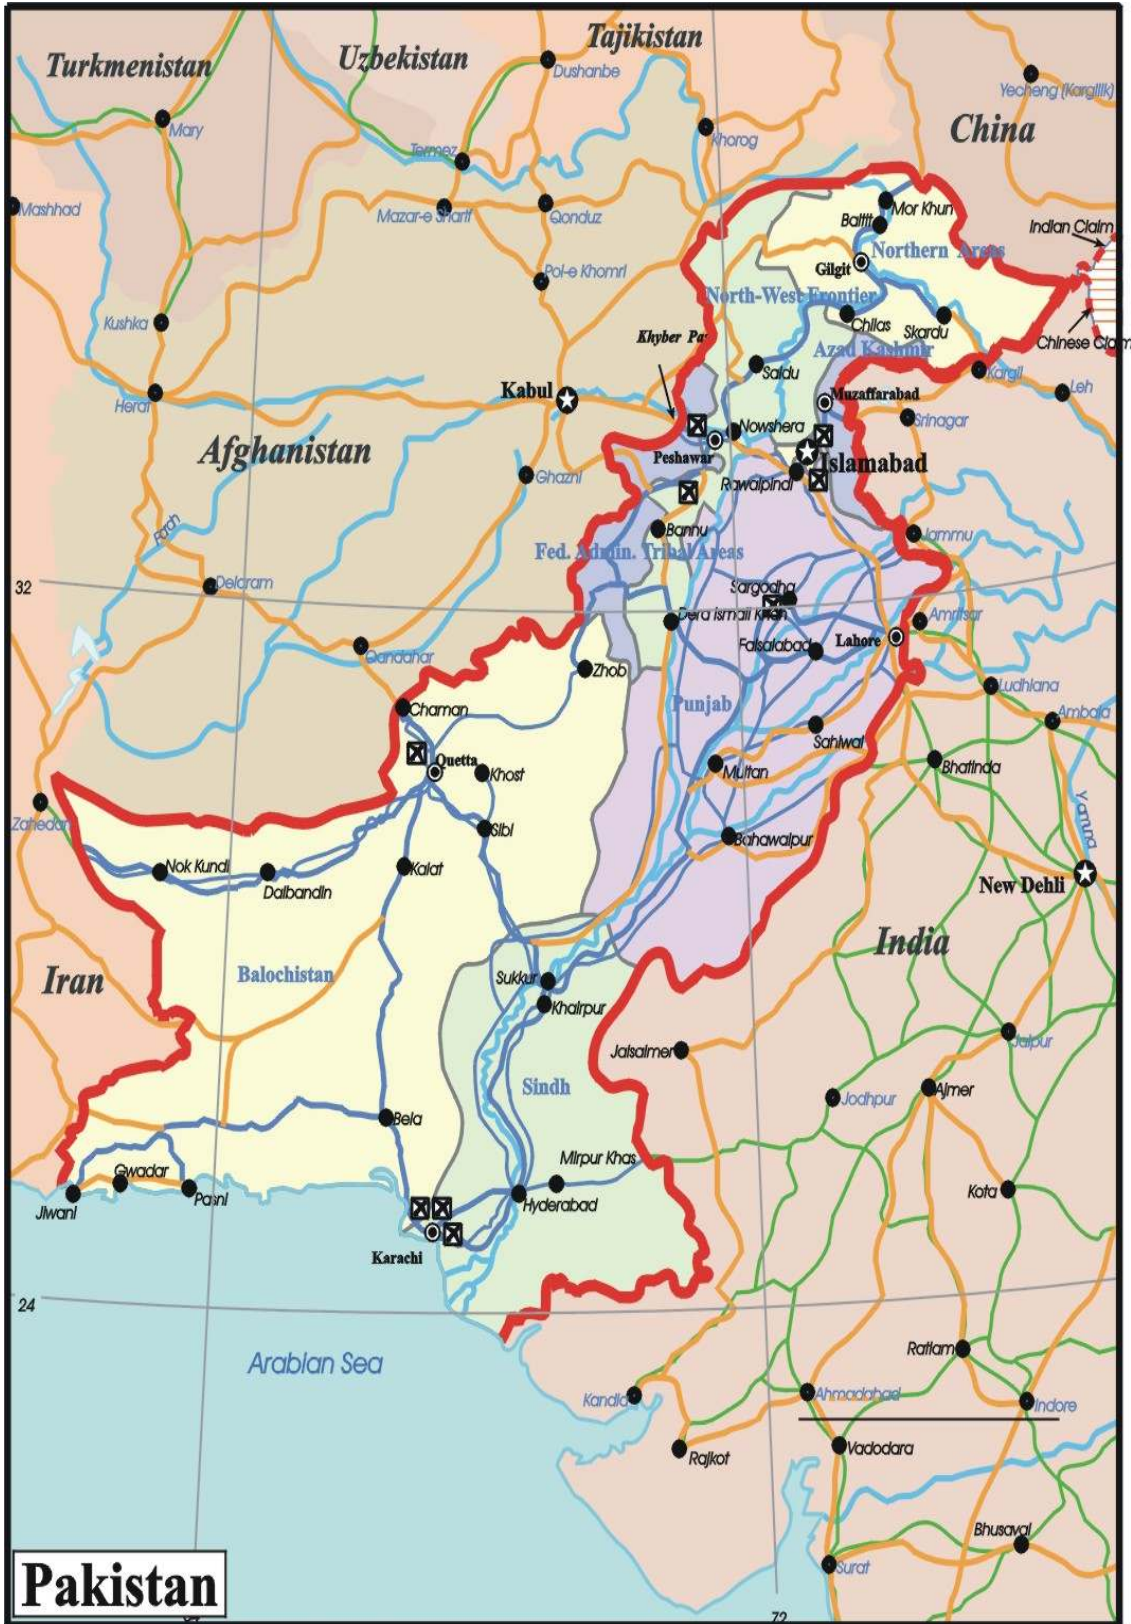 Turkmenistan
Uzbekistan
Tajikistan
Dushanbe
Yecheng (Kargilik)
China
Mary
Termez
Khorog
Mashhad
Mazar-e Sharif
Qonduz
Mor Khun
Baltit
Indian Claim
Northern Areas
Gilgit
Pol-e Khomri
North-West Frontier
Kushka
Chilas
Skardu
Khyber Pa
Azad Kashmir
Chinese Claim
Saidu
Kargil
Leh
Kabul
Muzaffarabad
Herat
Srinagar
Nowshera
Afghanistan
Peshawar
Islamabad
Ghazni
Rawalpindi
Farah
Bannu
Jammu
Fed. Admin. Tribal Areas
32
Delaram
Sargodha
Dera Ismail Khan
Amritsar
Lahore
Qandahar
Faisalabad
Zhob
Ludhiana
Chaman
Punjab
Ambala
Sahiwal
Quetta
Khost
Multan
Bhatinda
Zahedan
Yamna
Sibi
Bahawalpur
Nok Kundi
Kalat
Dalbandin
New Dehli
India
Balochistan
Iran
Sukkur
Khairpur
Jaisalmer
Jaipur
Sindh
Ajmer
Jodhpur
Bela
Mirpur Khas
Gwadar
Jiwani
Pasni
Hyderabad
Kota
Karachi
24
Arabian Sea
Ratlam
Kandla
Ahmadabad
Indore
Rajkot
Vadodara
Bhusaval
Surat
Pakistan
72